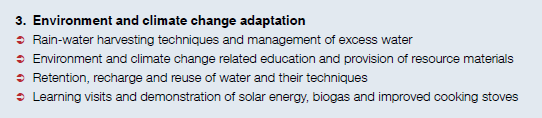 3. Environment and climate change adaptation
➲ Rain-water harvesting techniques and management of excess water
➲ Environment and climate change related education and provision of resource materials
➲ Retention, recharge and reuse of water and their techniques
➲ Learning visits and demonstration of solar energy, biogas and improved cooking stoves